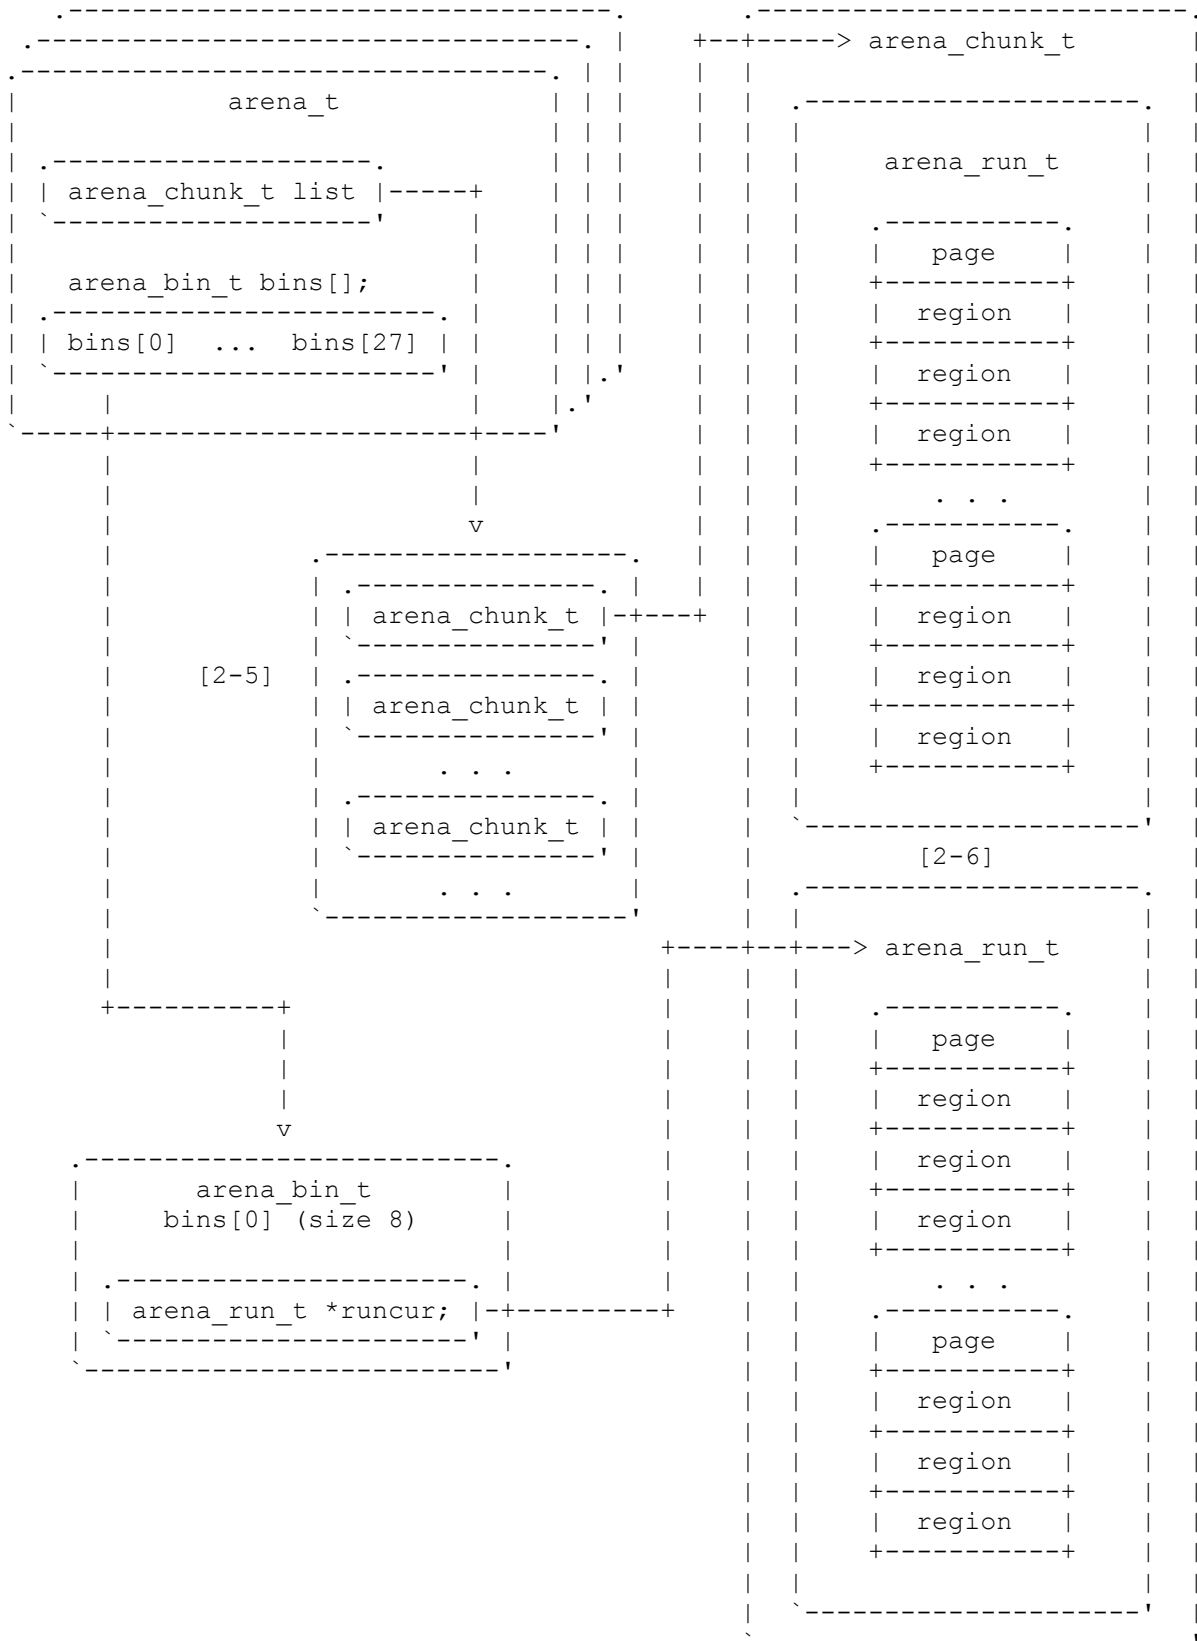 arena_chunk_t
arena_t
arena_run_t
arena_chunk_t list
page
arena_bin_t bins[];
region
bins[0] ... bins[27]
region
region
. . .
page
arena_chunk_t
region
[2-5]
region
arena_chunk_t
region
. . .
arena_chunk_t
[2-6]
. . .
arena_run_t
page
region
region
arena_bin_t
bins[0] (size 8)
region
. . .
arena_run_t *runcur;
page
region
region
region